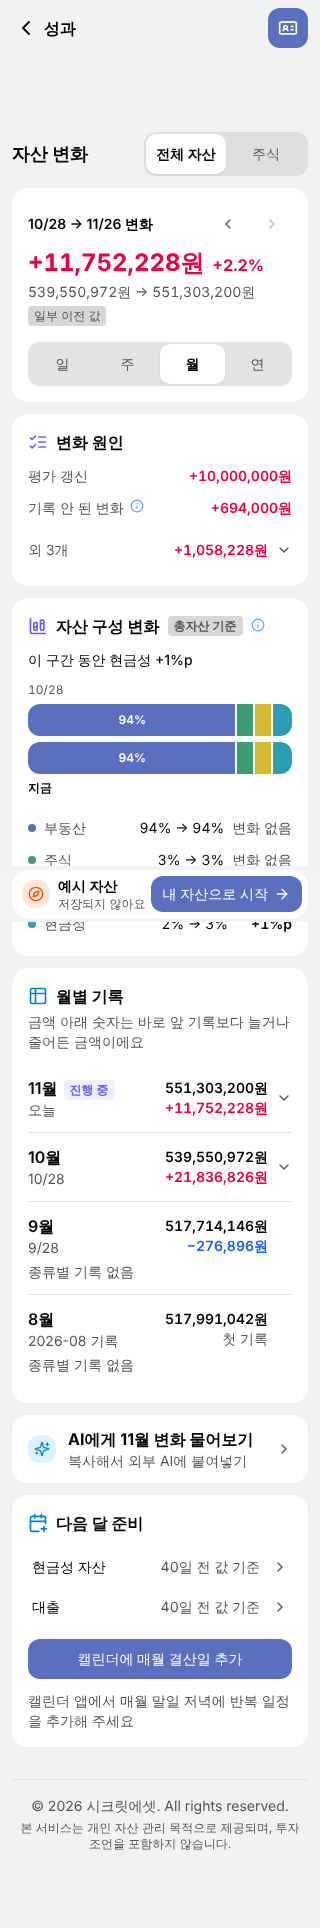 성과
자산 변화
전체 자산
주식
10/28 → 11/26 변화
+11,752,228원 +2.2%
539,550,972원 → 551,303,200원
일부 이전 값
일
주
월
연
변화 원인
평가 갱신 +10,000,000원
기록 안 된 변화 +694,000원
외 3개 +1,058,228원
자산 구성 변화 총자산 기준
이 구간 동안 현금성 +1%p
10/28
94%
94%
지금
부동산 94% → 94% 변화 없음
주식 3% → 3% 변화 없음
예시 자산
저장되지 않아요
내 자산으로 시작 →
현금성 2% → 3% +1%p
월별 기록
금액 아래 숫자는 바로 앞 기록보다 늘거나
줄어든 금액이에요
11월 진행 중 551,303,200원
오늘 +11,752,228원
10월 539,550,972원
10/28 +21,836,826원
9월 517,714,146원
9/28 −276,896원
종류별 기록 없음
8월 517,991,042원
2026-08 기록 첫 기록
종류별 기록 없음
AI에게 11월 변화 물어보기
복사해서 외부 AI에 붙여넣기
다음 달 준비
현금성 자산 40일 전 값 기준
대출 40일 전 값 기준
캘린더에 매월 결산일 추가
캘린더 앱에서 매월 말일 저녁에 반복 일정
을 추가해 주세요
© 2026 시크릿에셋. All rights reserved.
본 서비스는 개인 자산 관리 목적으로 제공되며, 투자
조언을 포함하지 않습니다.